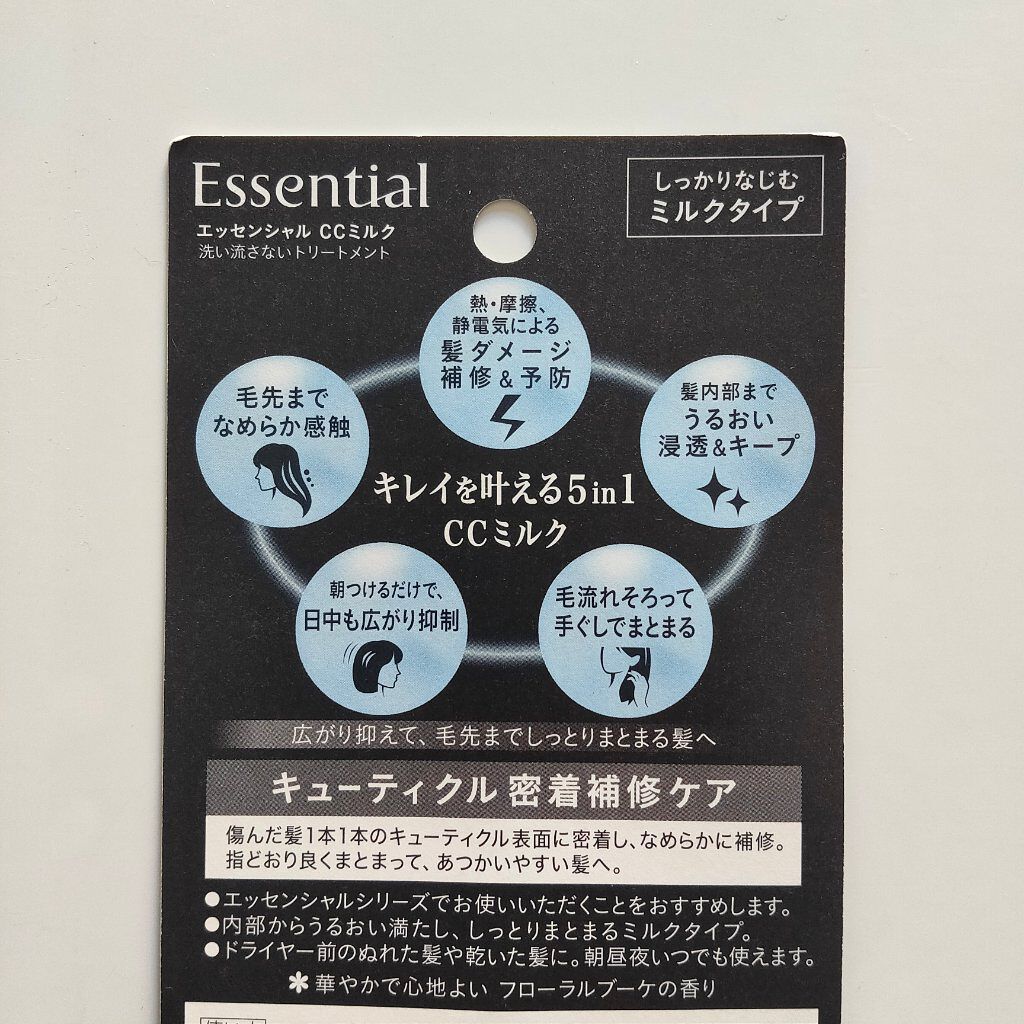 Essential
エッセンシャル CCミルク
洗い流さないトリートメント
しっかりなじむ
ミルクタイプ
熱・摩擦、
静電気による
髪ダメージ
補修&予防
毛先まで
なめらか感触
髪内部まで
うるおい
浸透&キープ
キレイを叶える5in1
CCミルク
朝つけるだけで、
日中も広がり抑制
毛流れそろって
手ぐしでまとまる
広がり抑えて、毛先までしっとりまとまる髪へ
キューティクル 密着補修ケア
傷んだ髪1本1本のキューティクル表面に密着し、なめらかに補修。
指どおり良くまとまって、あつかいやすい髪へ。
●エッセンシャルシリーズでお使いいただくことをおすすめします。
●内部からうるおい満たし、しっとりまとまるミルクタイプ。
●ドライヤー前のぬれた髪や乾いた髪に。朝昼夜いつでも使えます。
✻華やかで心地よい フローラルブーケの香り